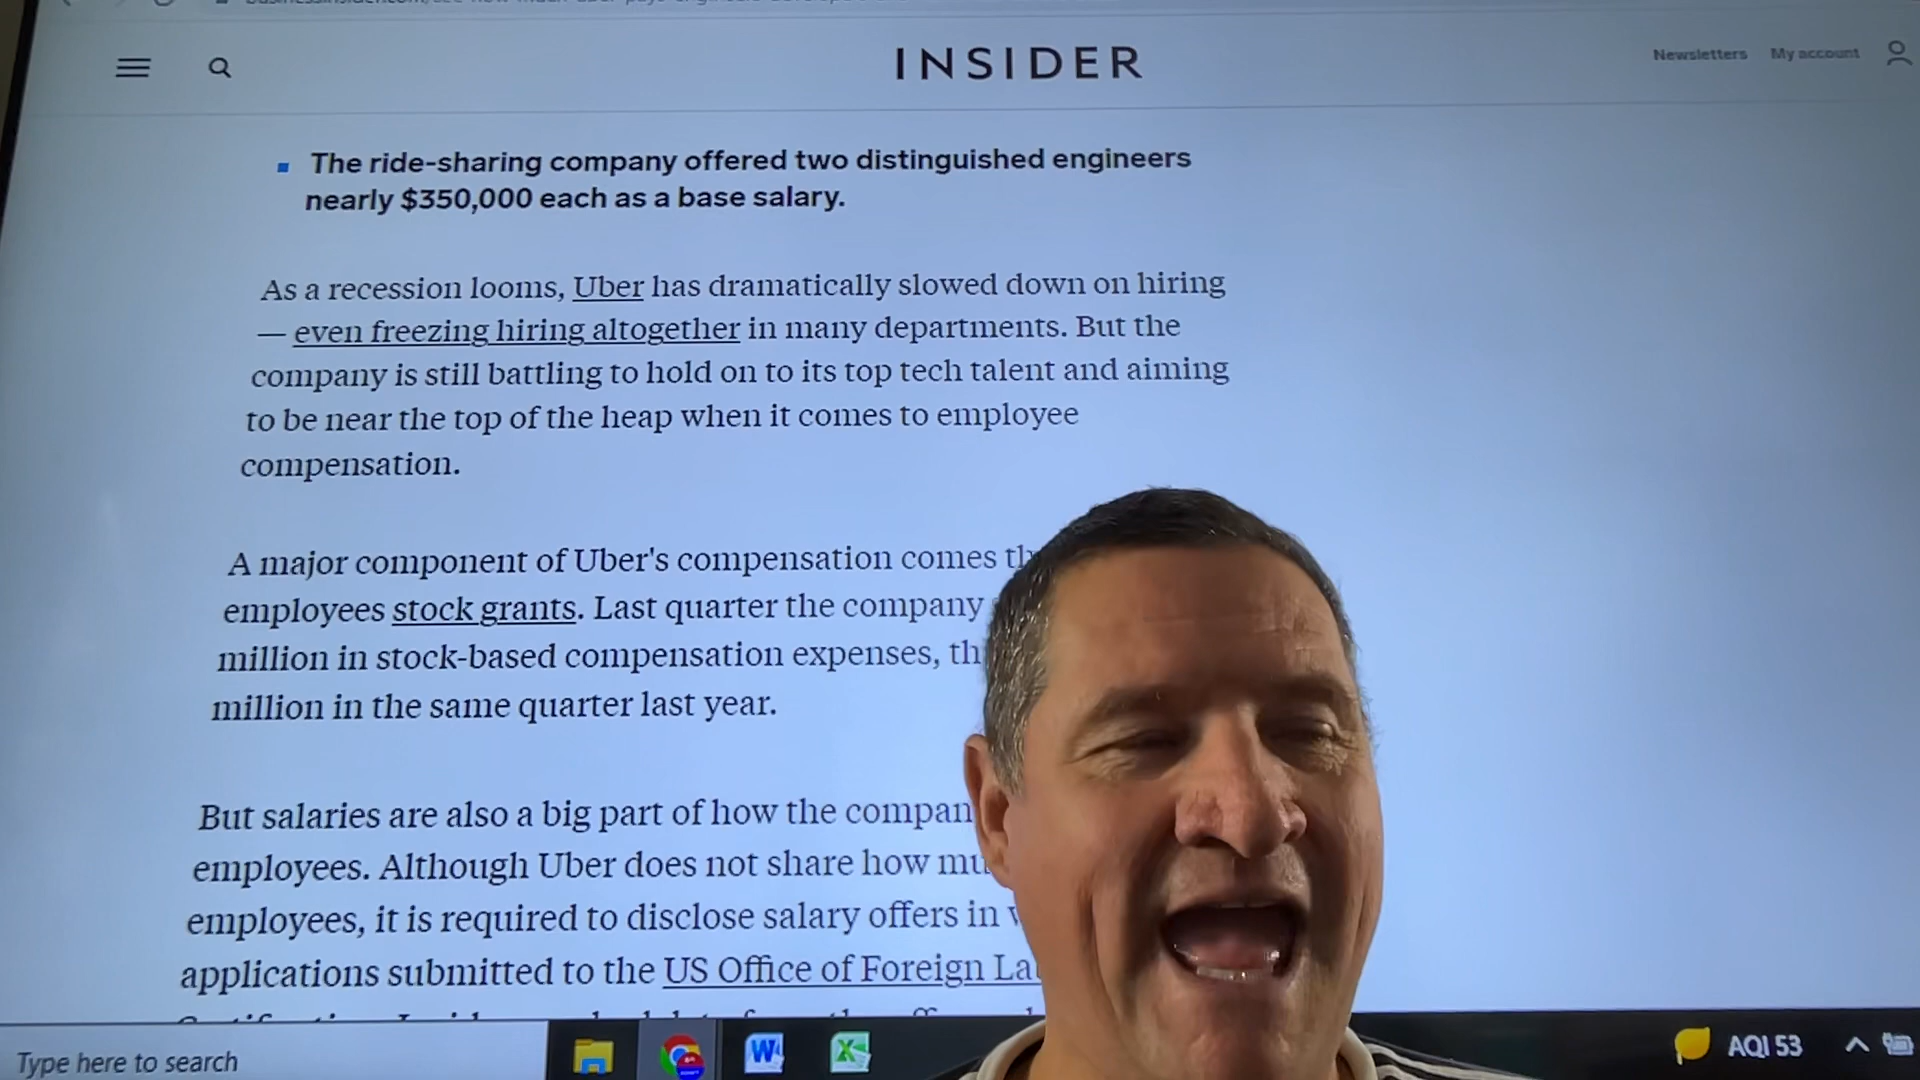 INSIDER
Newsletters My account
The ride-sharing company offered two distinguished engineers
nearly $350,000 each as a base salary.
As a recession looms, Uber has dramatically slowed down on hiring
— even freezing hiring altogether in many departments. But the
company is still battling to hold on to its top tech talent and aiming
to be near the top of the heap when it comes to employee
compensation.
A major component of Uber's compensation comes
employees stock grants. Last quarter the company
million in stock-based compensation expenses,
million in the same quarter last year.
But salaries are also a big part of how the
employees. Although Uber does not share how
employees, it is required to disclose salary offers in
applications submitted to the US Office of Foreign
Type here to search
AQI 53